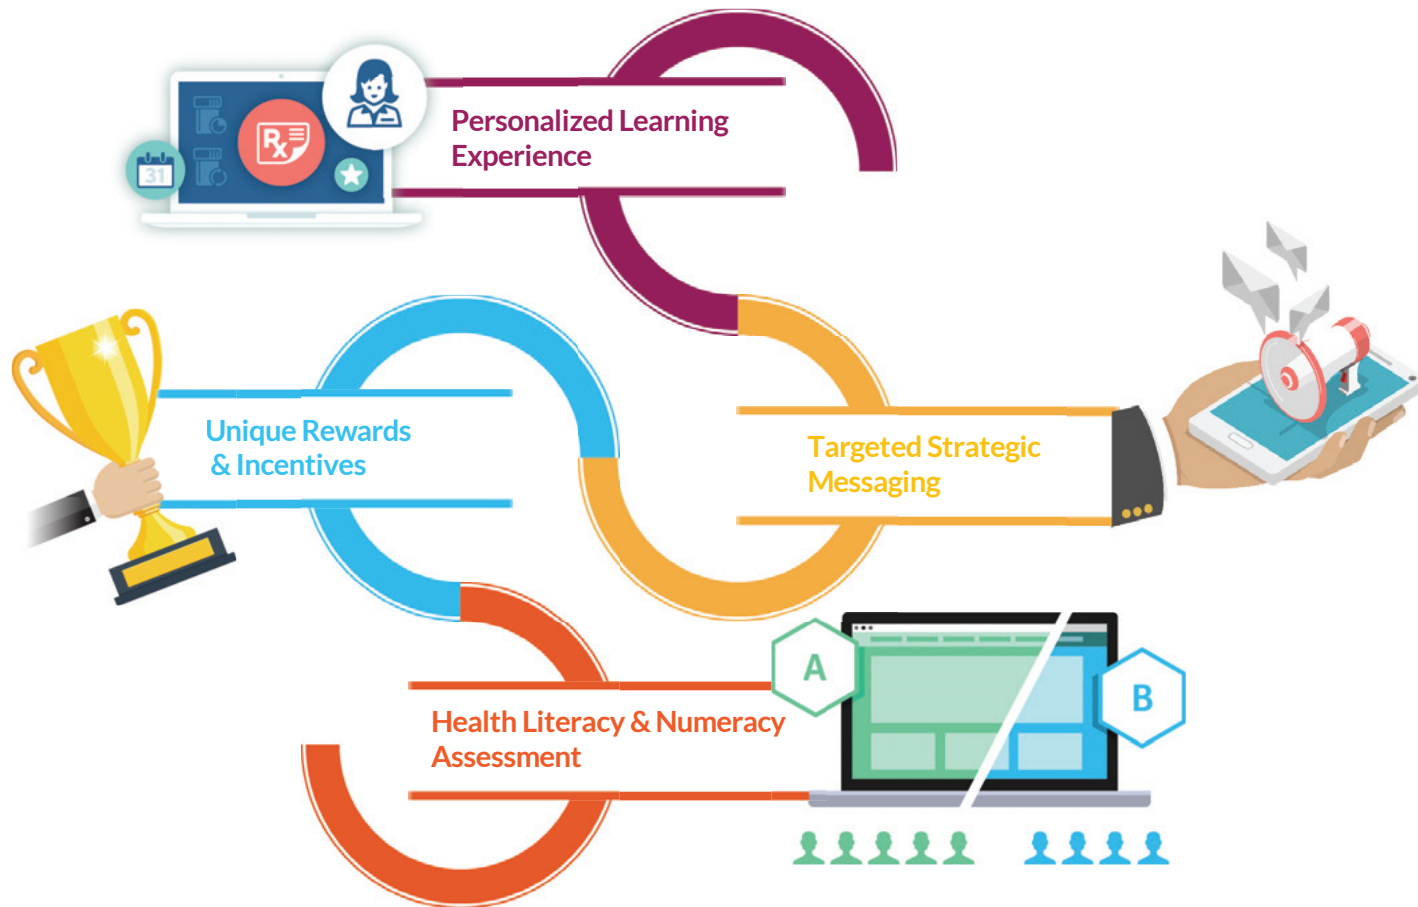 Personalized Learning
Experience
Rx
31
Unique Rewards
& Incentives
Targeted Strategic
Messaging
A
B
Health Literacy & Numeracy
Assessment